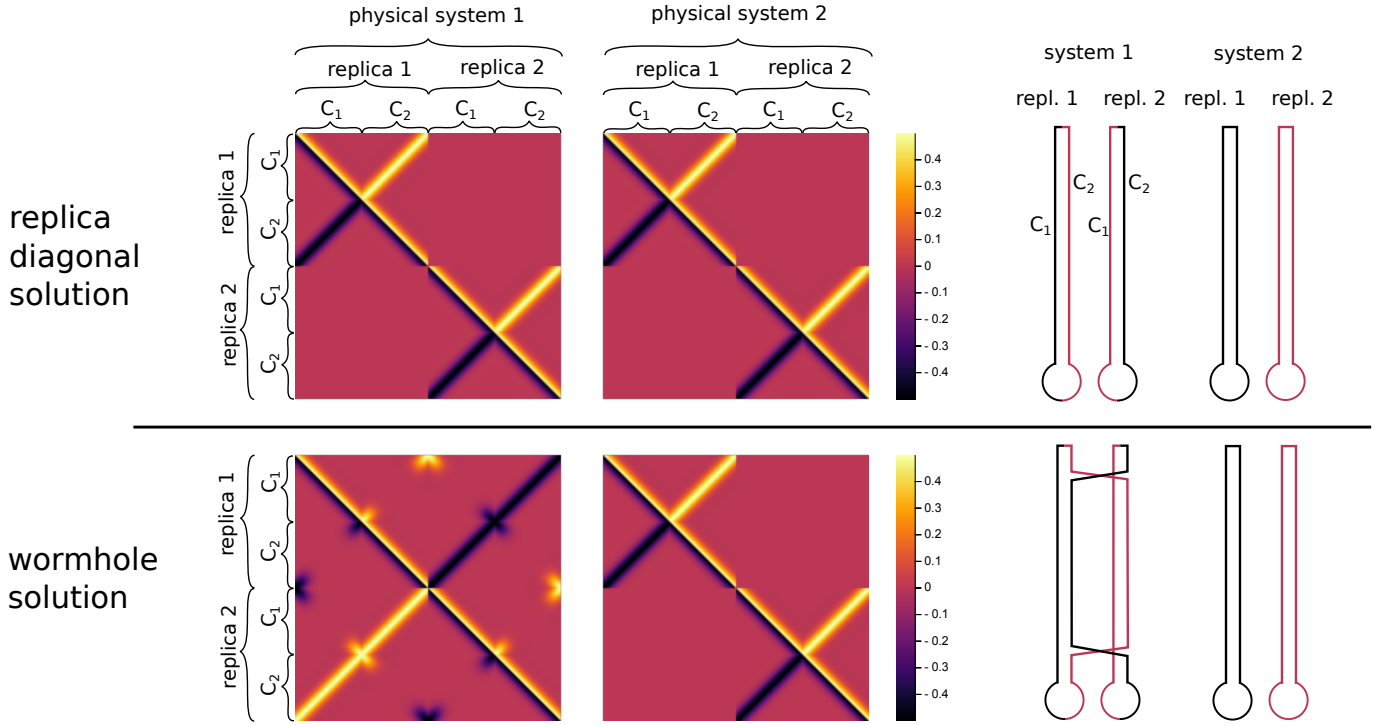 physical system 1
physical system 2
replica 1 replica 2
replica 1 replica 2
C₁ C₂ C₁ C₂
C₁ C₂ C₁ C₂
replica
diagonal
solution
replica 1
replica 2
C₁
C₂
C₁
C₂
0.4
0.3
0.2
0.1
0
- 0.1
- 0.2
- 0.3
- 0.4
system 1 system 2
repl. 1 repl. 2 repl. 1 repl. 2
C₂ C₂
C₁ C₁
wormhole
solution
replica 1
replica 2
C₁
C₂
C₁
C₂
0.4
0.3
0.2
0.1
0
- 0.1
- 0.2
- 0.3
- 0.4